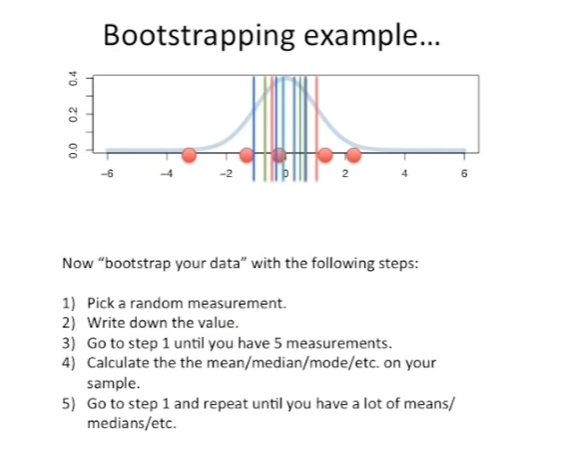 Bootstrapping example...
0.4
0.2
0.0
-6 -4 -2 0 2 4 6
Now “bootstrap your data” with the following steps:
1) Pick a random measurement.
2) Write down the value.
3) Go to step 1 until you have 5 measurements.
4) Calculate the the mean/median/mode/etc. on your
sample.
5) Go to step 1 and repeat until you have a lot of means/
medians/etc.